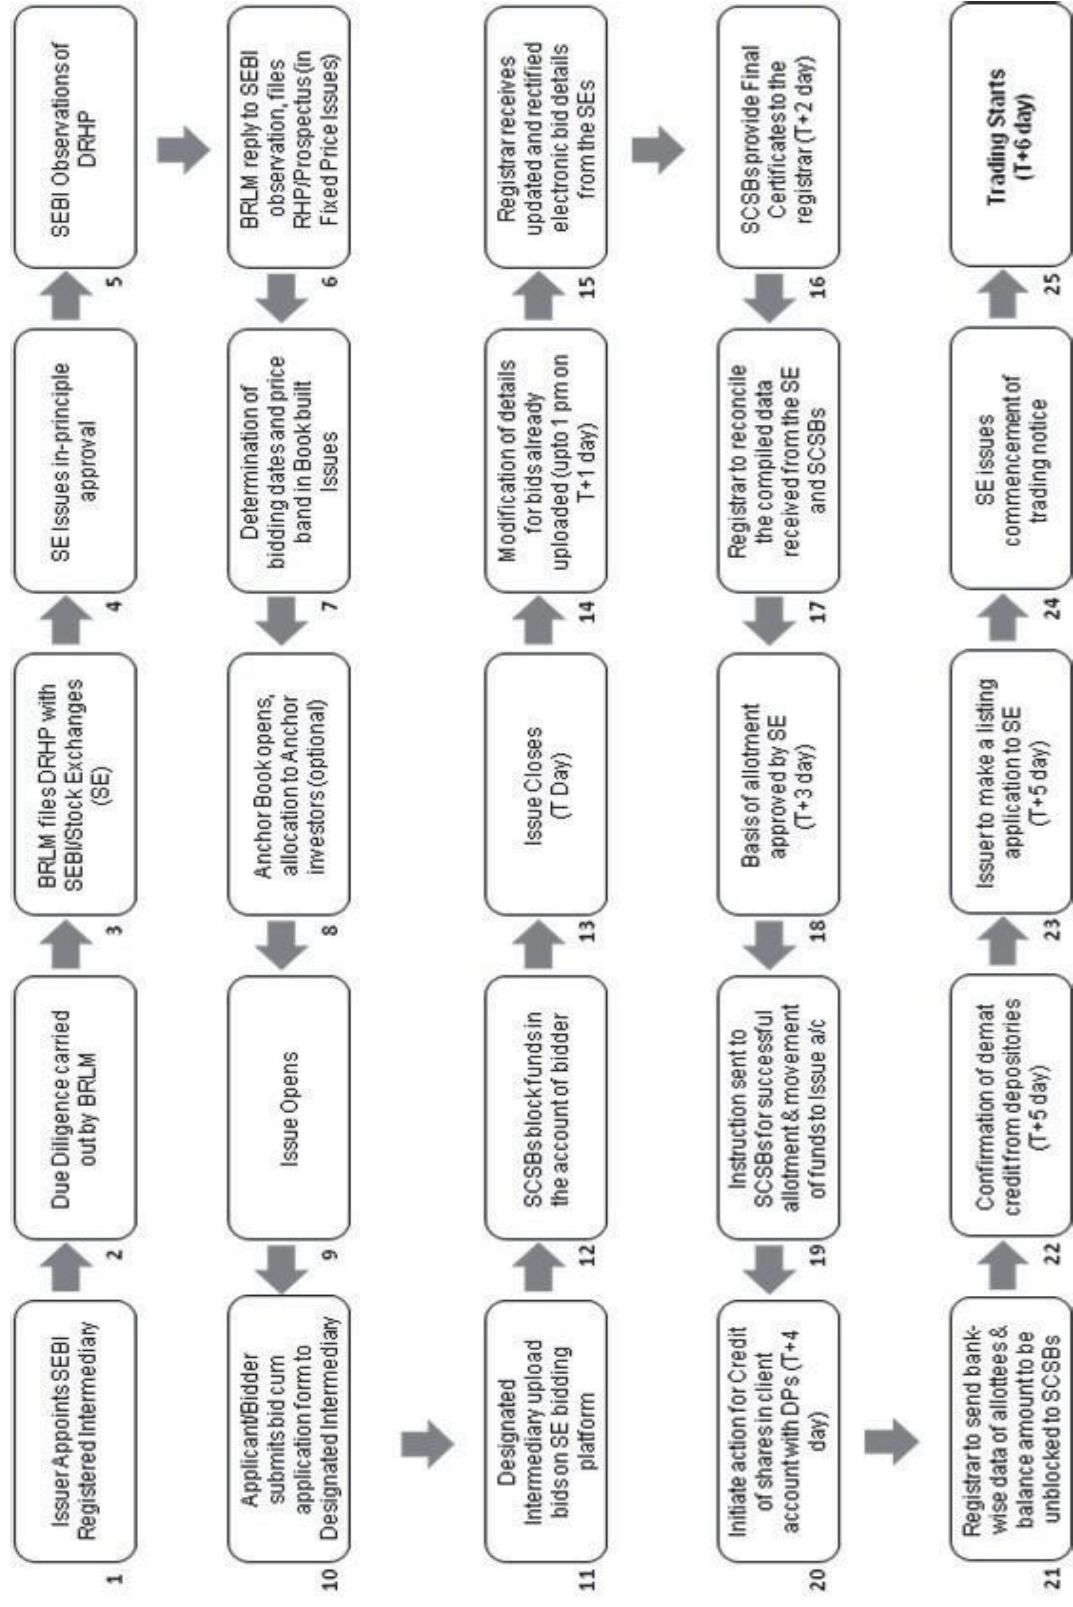 1
Issuer Appoints SEBI
Registered Intermediary
2
Due Diligence carried
out by BRLM
3
BRLM files DRHP with
SEBI/Stock Exchanges
(SE)
4
SE Issues in-principle
approval
5
SEBI Observations of
DRHP
6
BRLM reply to SEBI
observation, files
RHP/Prospectus (in
Fixed Price Issues)
7
Determination of
bidding dates and price
band in Book built
Issues
8
Anchor Book opens,
allocation to Anchor
investors (optional)
9
Issue Opens
10
Applicant/Bidder
submits bid cum
application form to
Designated Intermediary
11
Designated
Intermediary upload
bids on SE bidding
platform
12
SCSBs block funds in
the account of bidder
13
Issue Closes
(T Day)
14
Modification of details
for bids already
uploaded (upto 1 pm on
T+1 day)
15
Registrar receives
updated and rectified
electronic bid details
from the SEs
16
SCSBs provide Final
Certificates to the
registrar (T+2 day)
17
Registrar to reconcile
the compiled data
received from the SE
and SCSBs
18
Basis of allotment
approved by SE
(T+3 day)
19
Instruction sent to
SCSBs for successful
allotment & movement
of funds to Issue a/c
20
Initiate action for Credit
of shares in client
account with DPs (T+4
day)
21
Registrar to send bank-
wise data of allottees &
balance amount to be
unblocked to SCSBs
22
Confirmation of demat
credit from depositories
(T+5 day)
23
Issuer to make a listing
application to SE
(T+5 day)
24
SE issues
commencement of
trading notice
25
Trading Starts
(T+6 day)